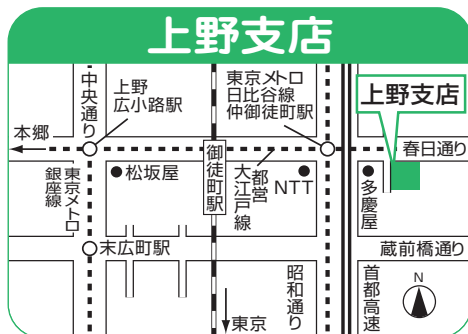 上野支店
中央通り
上野
広小路駅
東京メトロ
日比谷線
仲御徒町駅
上野支店
本郷
春日通り
東京メトロ
銀座線
松坂屋
御徒町駅
都営
大江戸線
NTT
多慶屋
末広町駅
蔵前橋通り
東京
昭和通り
首都高速
N